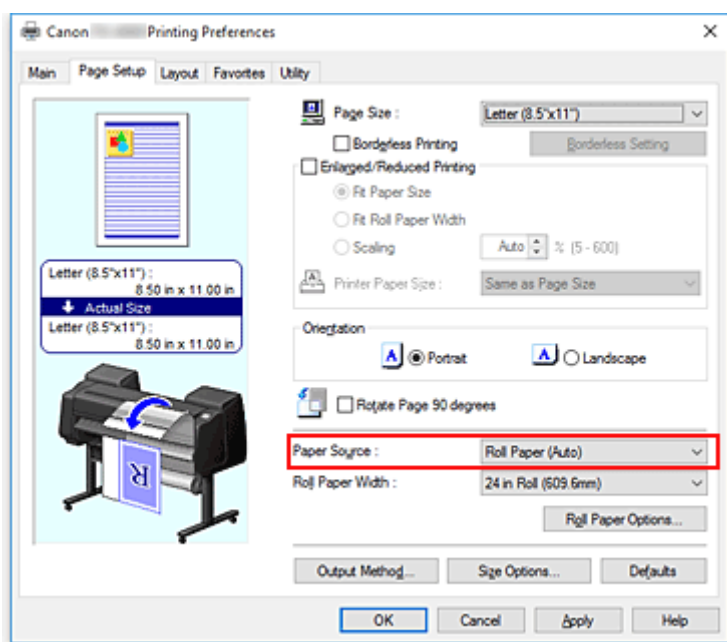 Canon Printing Preferences
Main Page Setup Layout Favorites Utility
Page Size : Letter (8.5"x11")
Borderless Printing Borderless Setting
Enlarged/Reduced Printing
Fit Paper Size
Fit Roll Paper Width
Scaling Auto % (5 - 600)
Printer Paper Size : Same as Page Size
Letter (8.5"x11") :
8.50 in x 11.00 in
Actual Size
Letter (8.5"x11") :
8.50 in x 11.00 in
Orientation
A Portrait A Landscape
Rotate Page 90 degrees
Paper Source : Roll Paper (Auto)
Roll Paper Width : 24 in Roll (609.6mm)
Roll Paper Options...
R
Output Method... Size Options... Defaults
OK Cancel Apply Help